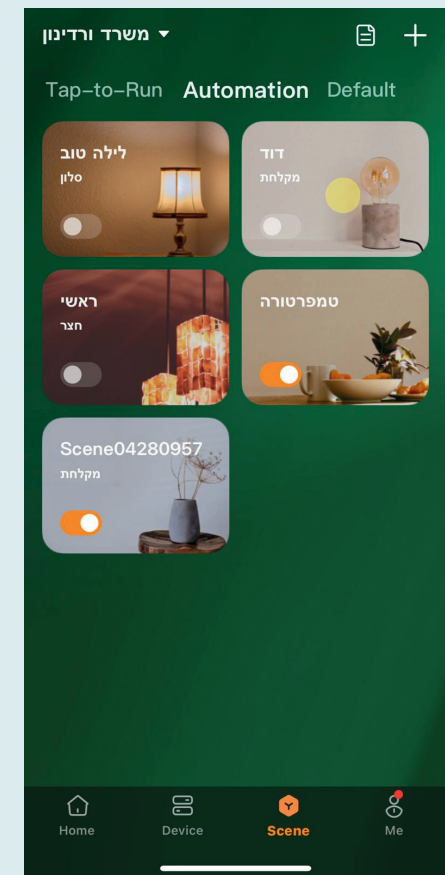 משרד ורדינון
Tap-to-Run Automation Default
לילה טוב
סלון
דוד
מקלחת
ראשי
חצר
טמפרטורה
Scene04280957
מקלחת
Home Device Scene Me